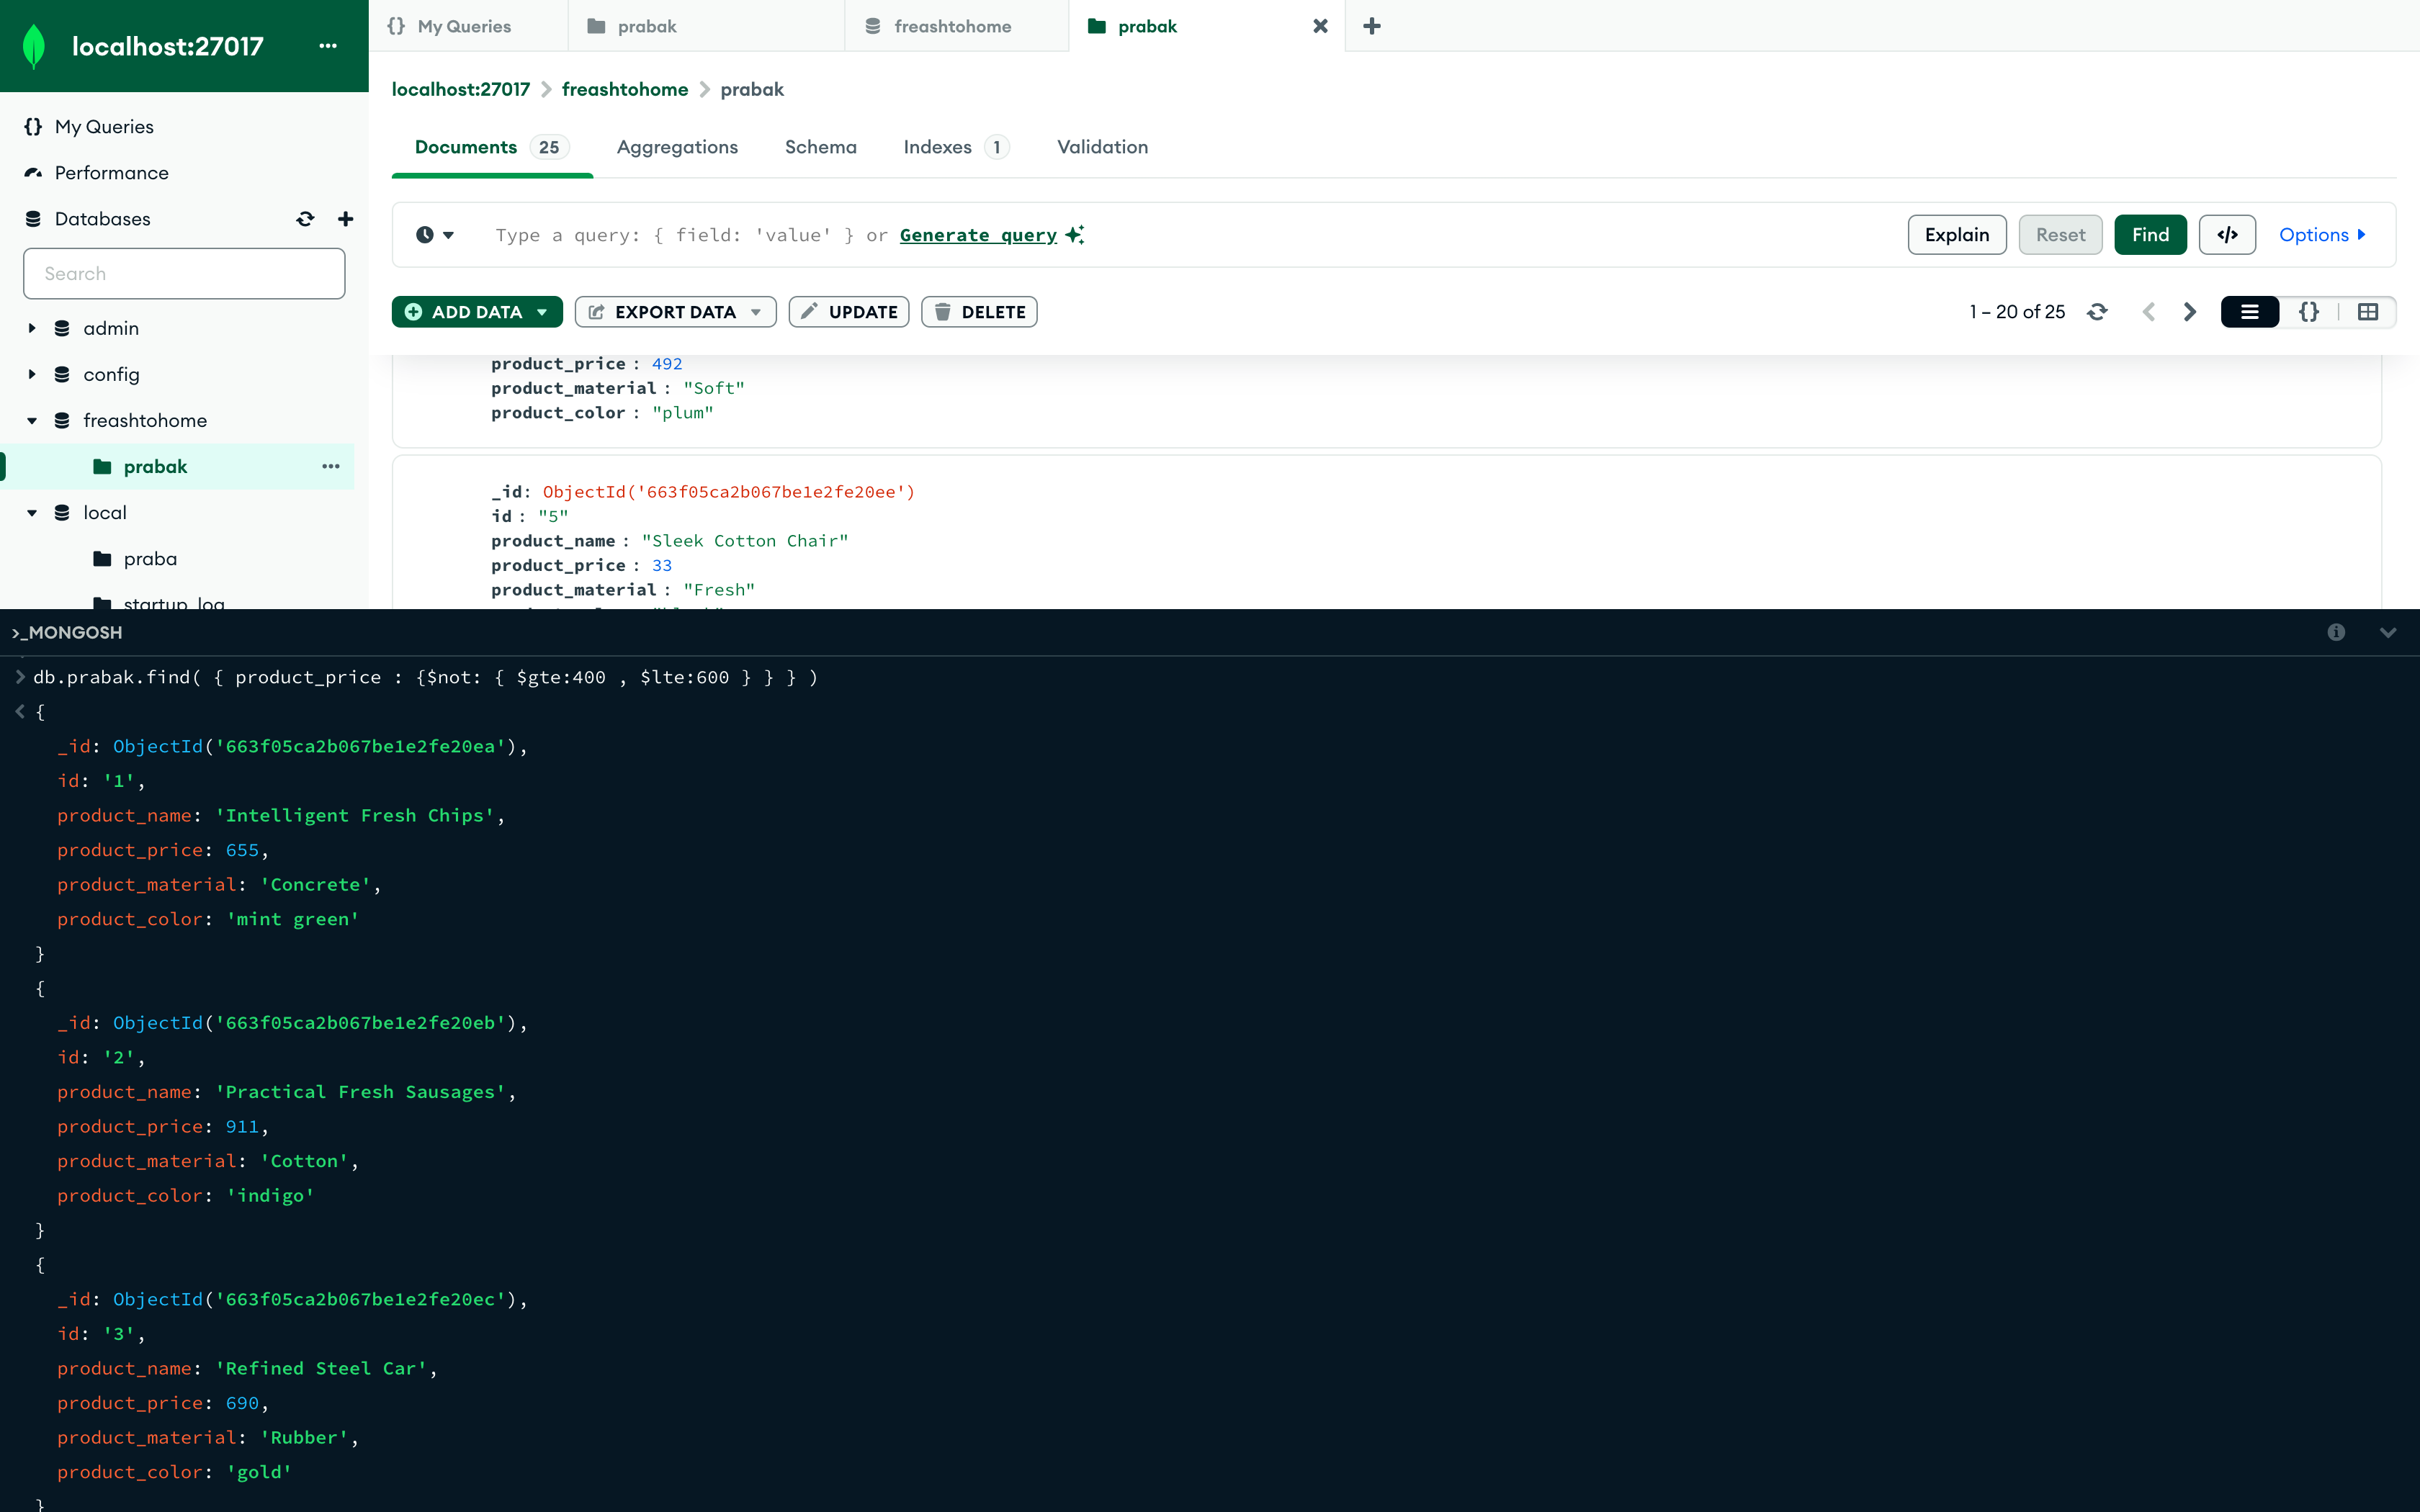 localhost:27017
My Queries
prabak
freashtohome
prabak
My Queries
Performance
Databases
Search
admin
config
freashtohome
prabak
local
praba
startup_log
localhost:27017 > freashtohome > prabak
Documents 25 Aggregations Schema Indexes 1 Validation
Type a query: { field: 'value' } or Generate query
Explain Reset Find </> Options
ADD DATA EXPORT DATA UPDATE DELETE
1 – 20 of 25 {}
product_price : 492
product_material : "Soft"
product_color : "plum"
_id: ObjectId('663f05ca2b067be1e2fe20ee')
id : "5"
product_name : "Sleek Cotton Chair"
product_price : 33
product_material : "Fresh"
>_MONGOSH
> db.prabak.find( { product_price : {$not: { $gte:400 , $lte:600 } } } )
< {
_id: ObjectId('663f05ca2b067be1e2fe20ea'),
id: '1',
product_name: 'Intelligent Fresh Chips',
product_price: 655,
product_material: 'Concrete',
product_color: 'mint green'
}
{
_id: ObjectId('663f05ca2b067be1e2fe20eb'),
id: '2',
product_name: 'Practical Fresh Sausages',
product_price: 911,
product_material: 'Cotton',
product_color: 'indigo'
}
{
_id: ObjectId('663f05ca2b067be1e2fe20ec'),
id: '3',
product_name: 'Refined Steel Car',
product_price: 690,
product_material: 'Rubber',
product_color: 'gold'
}